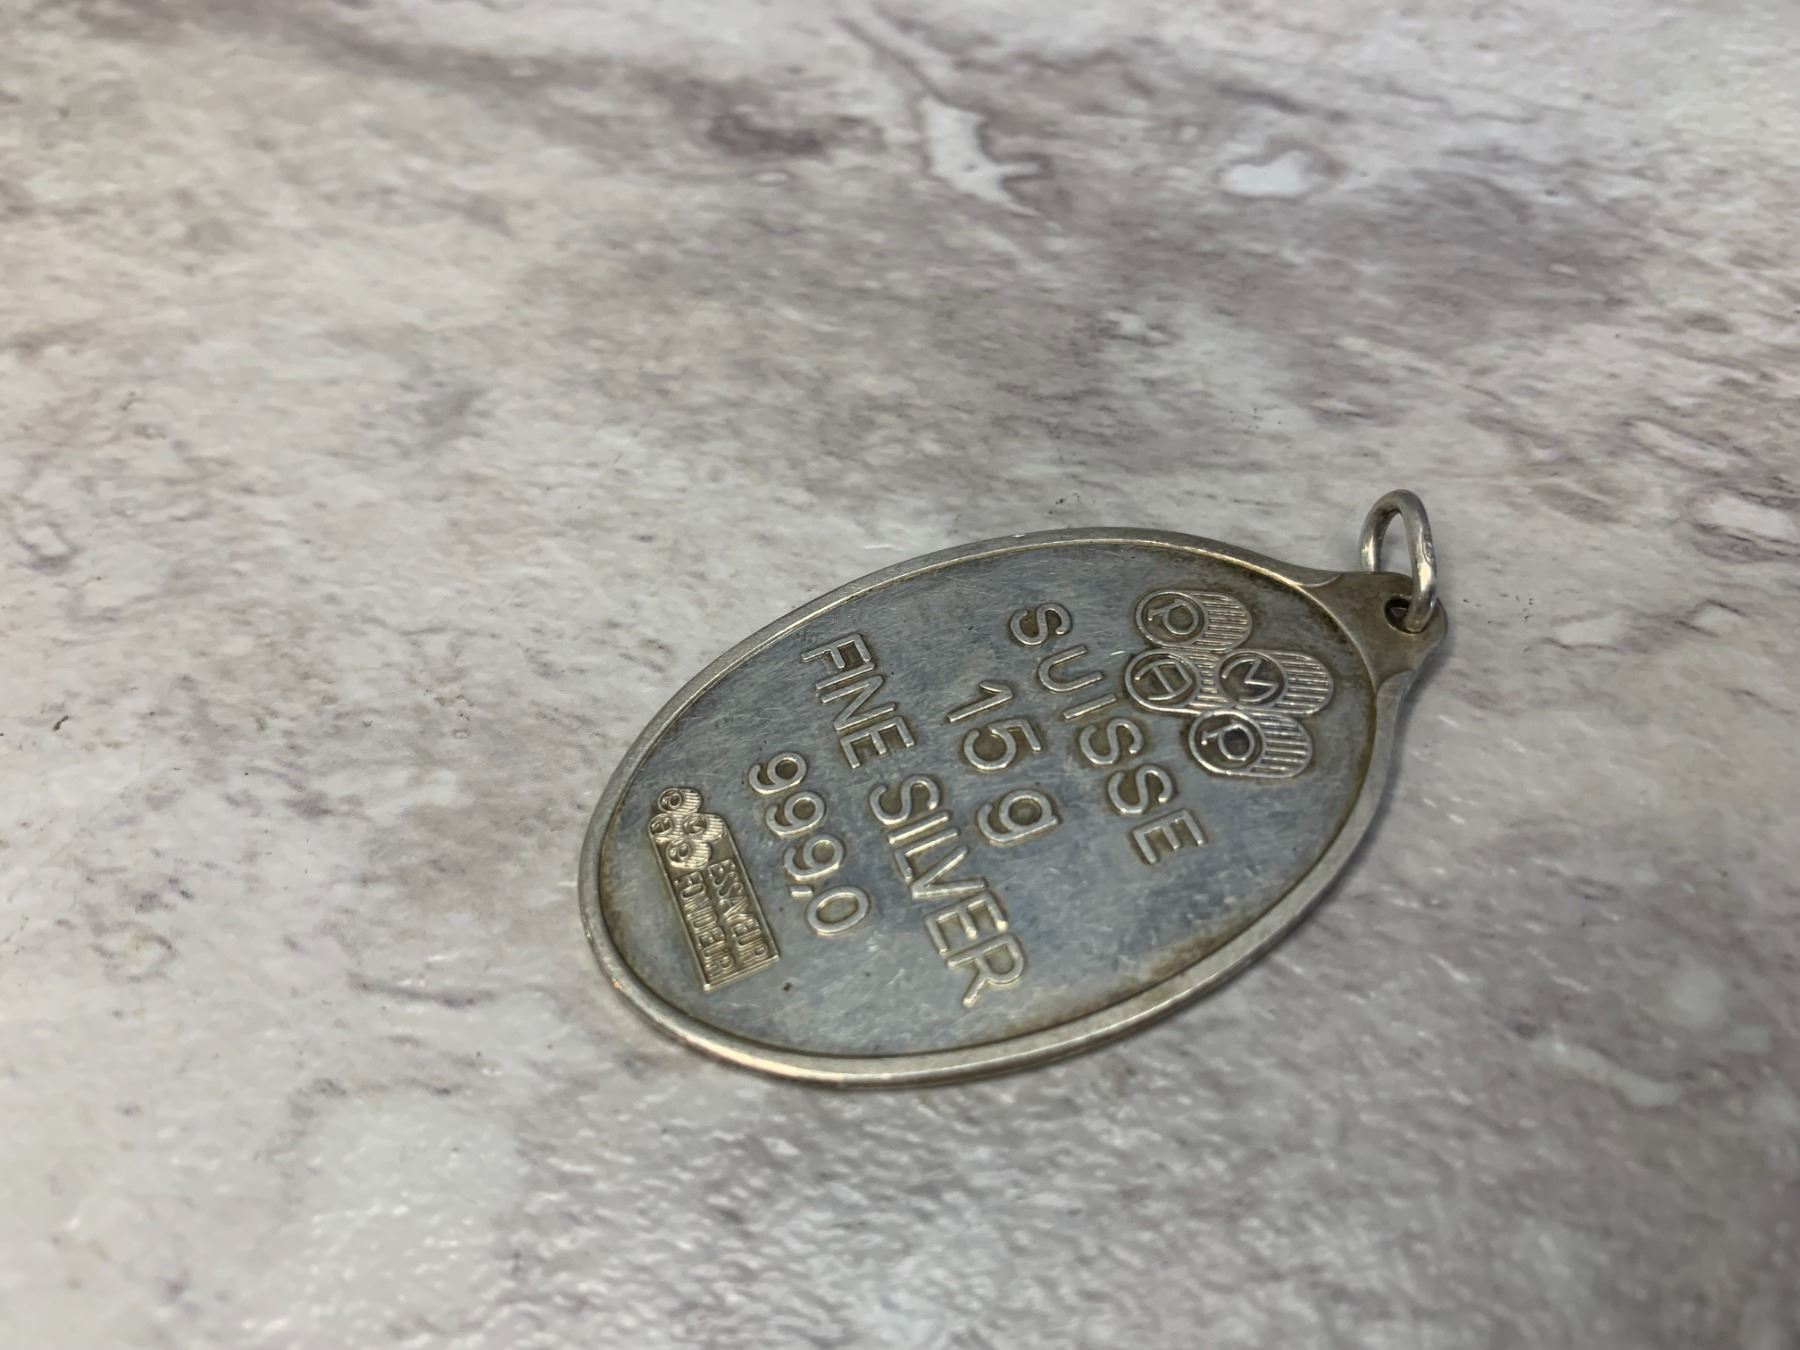 P
A M
P
SUISSE
15 g
FINE SILVER
999,0
PAMP
ESSAYEUR
FONDEUR